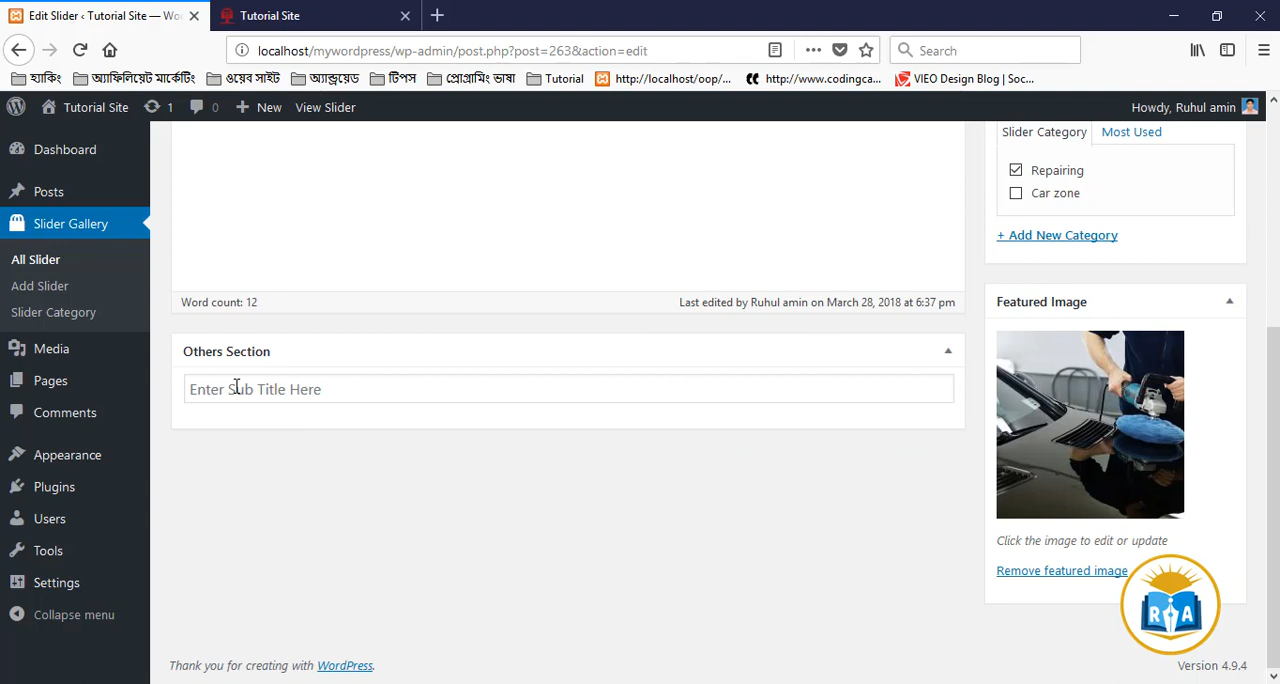 Edit Slider ‹ Tutorial Site — Wo
Tutorial Site
localhost/mywordpress/wp-admin/post.php?post=263&action=edit
Search
হ্যাকিং
অ্যাফিলিয়েট মার্কেটিং
ওয়েব সাইট
অ্যান্ড্রয়েড
টিপস
প্রোগ্রামিং ভাষা
Tutorial
http://localhost/oop/...
http://www.codingca...
VIEO Design Blog | Soc...
Tutorial Site
1
0
New
View Slider
Howdy, Ruhul amin
Dashboard
Posts
Slider Gallery
All Slider
Add Slider
Slider Category
Media
Pages
Comments
Appearance
Plugins
Users
Tools
Settings
Collapse menu
Word count: 12
Last edited by Ruhul amin on March 28, 2018 at 6:37 pm
Others Section
Enter Sub Title Here
Slider Category
Most Used
Repairing
Car zone
+ Add New Category
Featured Image
Click the image to edit or update
Remove featured image
R A
Thank you for creating with WordPress.
Version 4.9.4